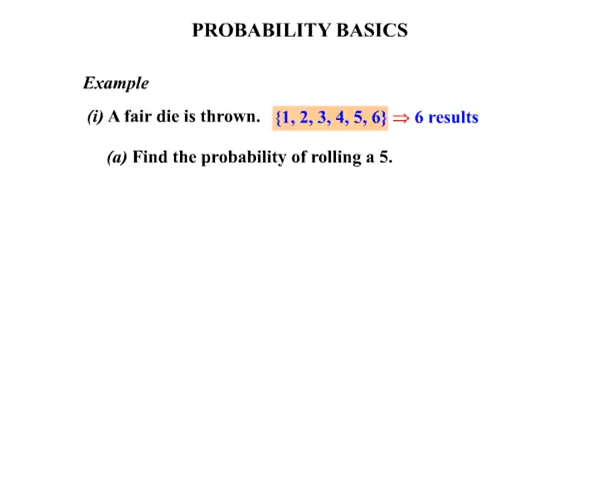 PROBABILITY BASICS
Example
(i) A fair die is thrown. {1, 2, 3, 4, 5, 6} ⇒ 6 results
(a) Find the probability of rolling a 5.